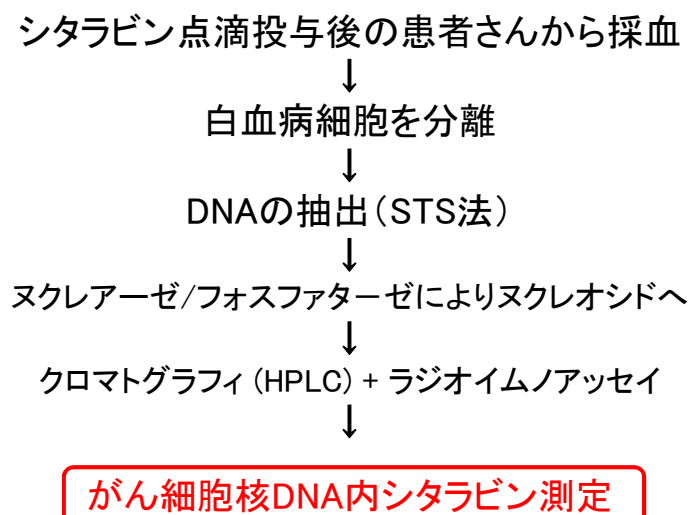 シタラビン点滴投与後の患者さんから採血
↓
白血病細胞を分離
↓
DNAの抽出（STS法）
↓
ヌクレアーゼ/フォスファターゼによりヌクレオシドへ
↓
クロマトグラフィ (HPLC) + ラジオイムノアッセイ
↓
がん細胞核DNA内シタラビン測定